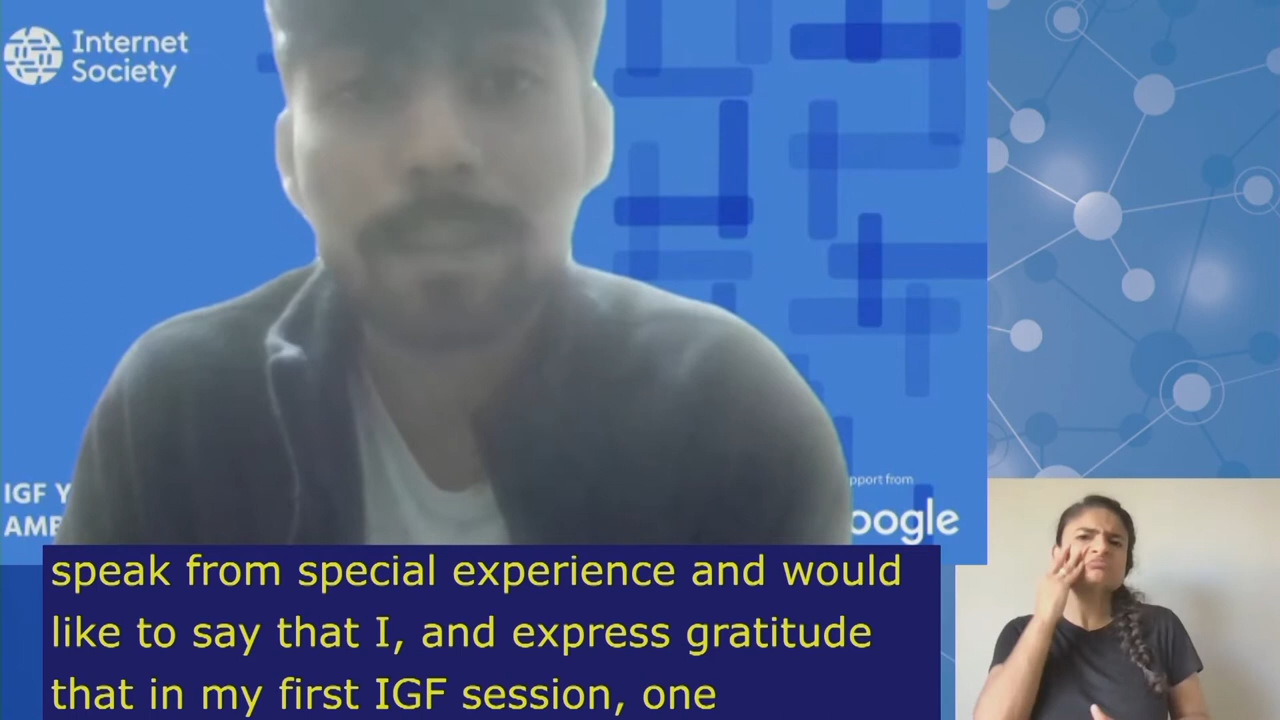 Internet
Society
IGF Y
AMB
pport from
oogle
speak from special experience and would
like to say that I, and express gratitude
that in my first IGF session, one